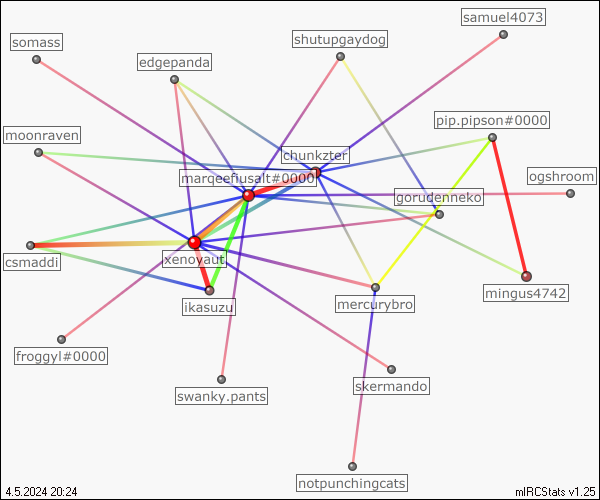 samuel4073
somass
shutupgaydog
edgepanda
pip.pipson#0000
moonraven
chunkzter
marqeefiusalt#0000
ogshroom
gorudenneko
csmaddi
xenoyaut
mingus4742
ikasuzu
mercurybro
froggyl#0000
skermando
swanky.pants
notpunchingcats
4.5.2024 20:24
mIRCStats v1.25